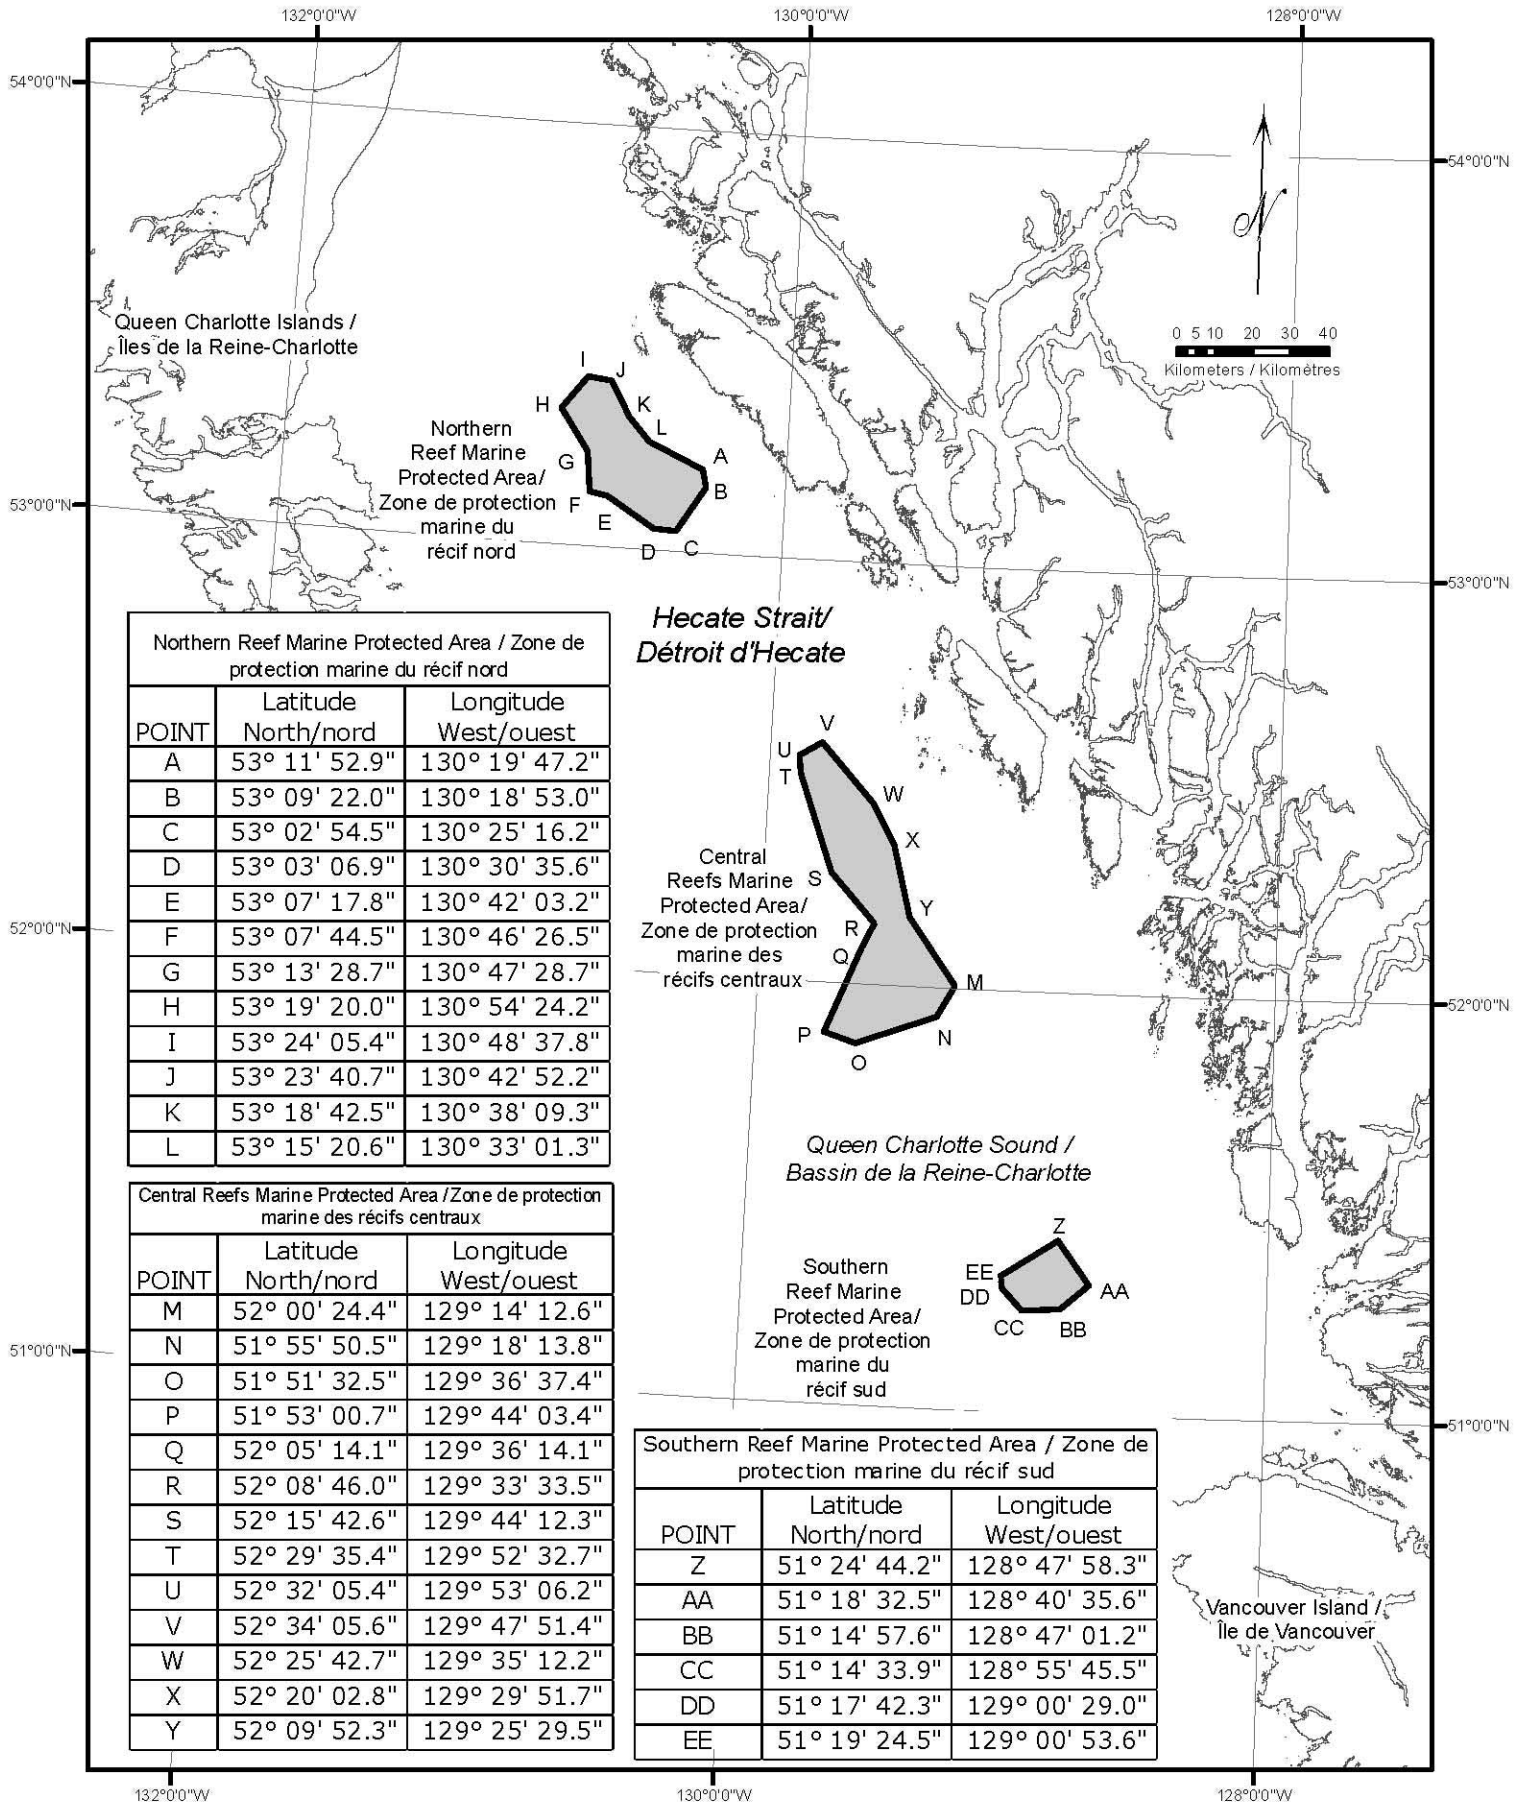 132°0'0"W
130°0'0"W
128°0'0"W
54°0'0"N
54°0'0"N
0 5 10 20 30 40
Kilometers / Kilomètres
Queen Charlotte Islands /
Îles de la Reine-Charlotte
I
J
H
K
L
A
G
B
F
E
D
C
Northern
Reef Marine
Protected Area/
Zone de protection
marine du
récif nord
53°0'0"N
53°0'0"N
Hecate Strait/
Détroit d'Hecate
Northern Reef Marine Protected Area / Zone de
protection marine du récif nord
POINT Latitude North/nord Longitude West/ouest
A 53° 11' 52.9" 130° 19' 47.2"
B 53° 09' 22.0" 130° 18' 53.0"
C 53° 02' 54.5" 130° 25' 16.2"
D 53° 03' 06.9" 130° 30' 35.6"
E 53° 07' 17.8" 130° 42' 03.2"
F 53° 07' 44.5" 130° 46' 26.5"
G 53° 13' 28.7" 130° 47' 28.7"
H 53° 19' 20.0" 130° 54' 24.2"
I 53° 24' 05.4" 130° 48' 37.8"
J 53° 23' 40.7" 130° 42' 52.2"
K 53° 18' 42.5" 130° 38' 09.3"
L 53° 15' 20.6" 130° 33' 01.3"
V
U
T
W
X
S
Y
R
Q
M
P
N
O
Central
Reefs Marine
Protected Area/
Zone de protection
marine des
récifs centraux
52°0'0"N
52°0'0"N
Central Reefs Marine Protected Area /Zone de protection
marine des récifs centraux
POINT Latitude North/nord Longitude West/ouest
M 52° 00' 24.4" 129° 14' 12.6"
N 51° 55' 50.5" 129° 18' 13.8"
O 51° 51' 32.5" 129° 36' 37.4"
P 51° 53' 00.7" 129° 44' 03.4"
Q 52° 05' 14.1" 129° 36' 14.1"
R 52° 08' 46.0" 129° 33' 33.5"
S 52° 15' 42.6" 129° 44' 12.3"
T 52° 29' 35.4" 129° 52' 32.7"
U 52° 32' 05.4" 129° 53' 06.2"
V 52° 34' 05.6" 129° 47' 51.4"
W 52° 25' 42.7" 129° 35' 12.2"
X 52° 20' 02.8" 129° 29' 51.7"
Y 52° 09' 52.3" 129° 25' 29.5"
Queen Charlotte Sound /
Bassin de la Reine-Charlotte
Z
EE
DD
AA
CC
BB
Southern
Reef Marine
Protected Area/
Zone de protection
marine du
récif sud
51°0'0"N
51°0'0"N
Southern Reef Marine Protected Area / Zone de
protection marine du récif sud
POINT Latitude North/nord Longitude West/ouest
Z 51° 24' 44.2" 128° 47' 58.3"
AA 51° 18' 32.5" 128° 40' 35.6"
BB 51° 14' 57.6" 128° 47' 01.2"
CC 51° 14' 33.9" 128° 55' 45.5"
DD 51° 17' 42.3" 129° 00' 29.0"
EE 51° 19' 24.5" 129° 00' 53.6"
Vancouver Island /
Île de Vancouver
132°0'0"W
130°0'0"W
128°0'0"W
N